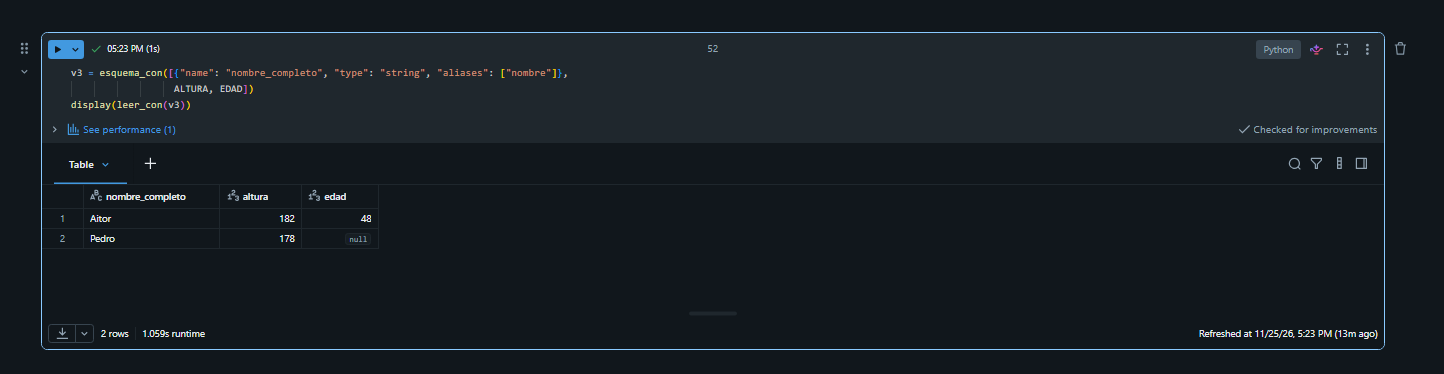 05:23 PM (1s)
52
Python
v3 = esquema_con([{"name": "nombre_completo", "type": "string", "aliases": ["nombre"]},
ALTURA, EDAD])
display(leer_con(v3))
See performance (1)
Checked for improvements
Table
nombre_completo altura edad
1 Aitor 182 48
2 Pedro 178 null
2 rows 1.059s runtime
Refreshed at 11/25/26, 5:23 PM (13m ago)